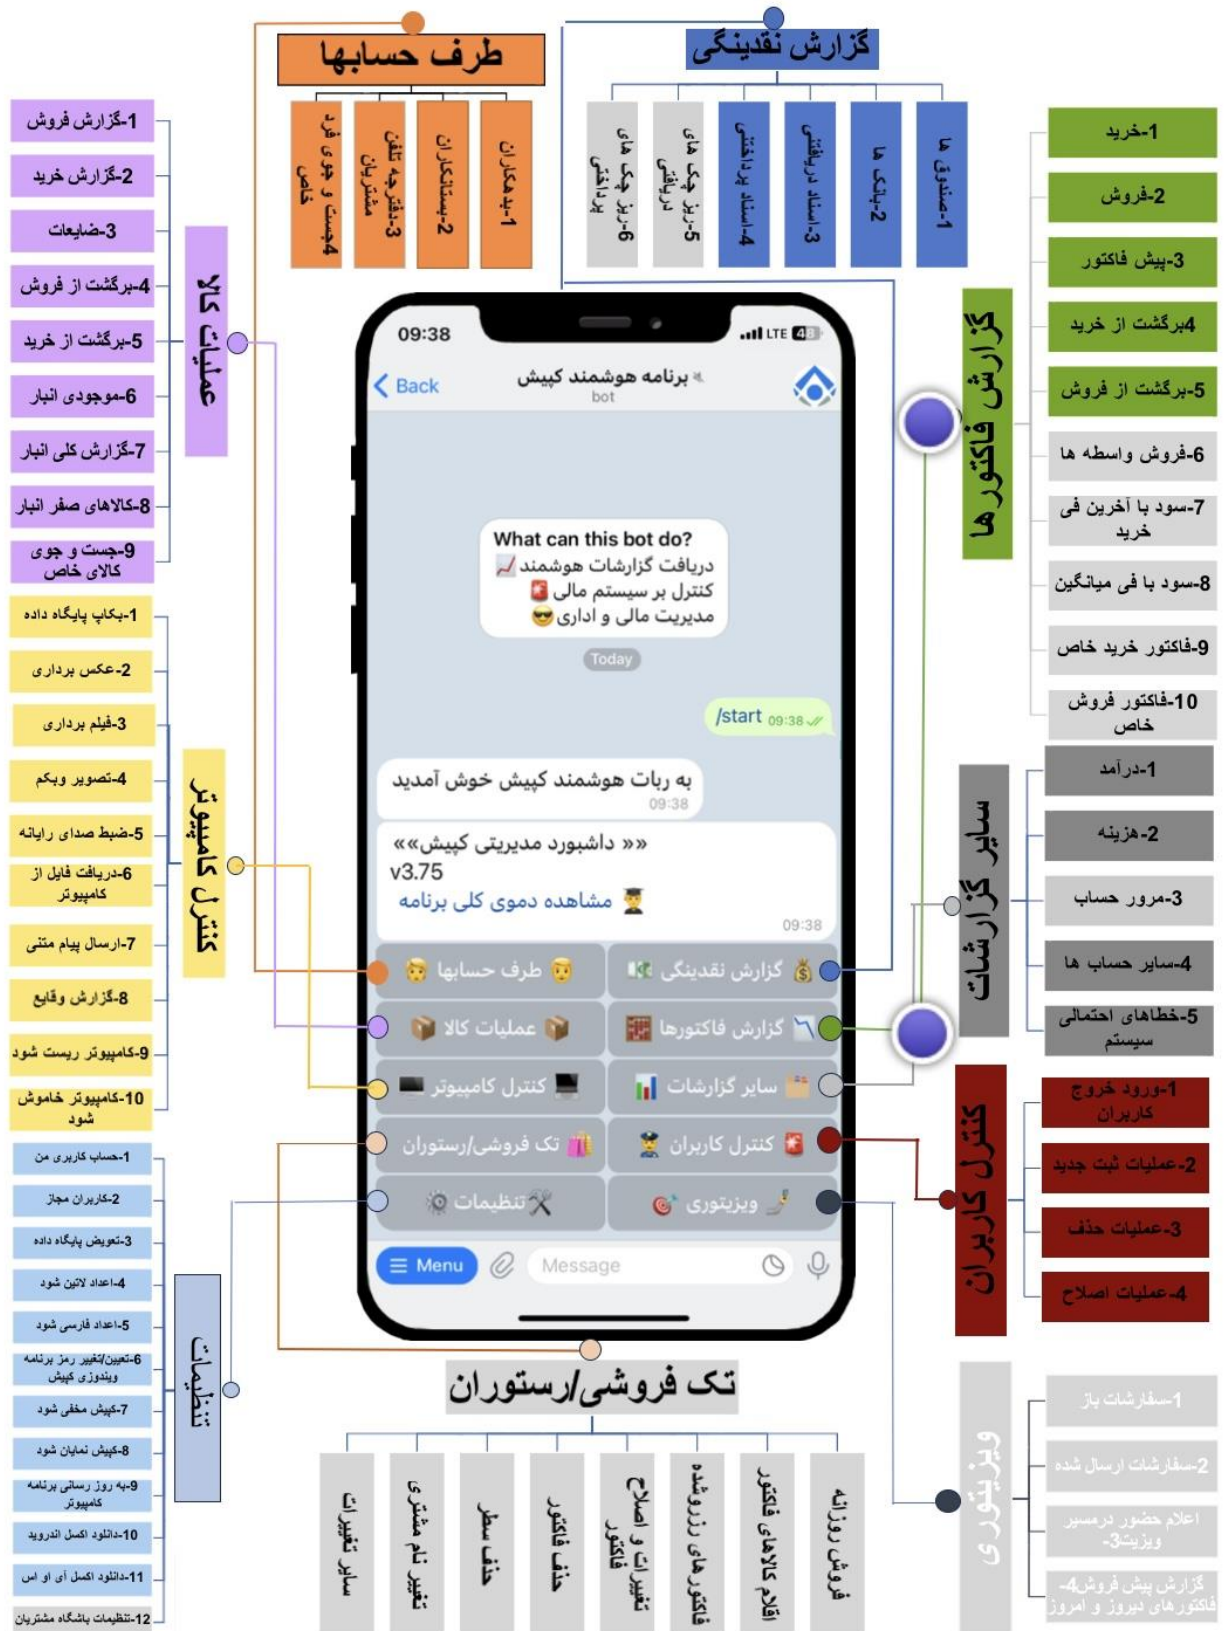 طرف حسابها
1-بدهکاران
2-بستانکاران
3-دفترچه تلفن
مشتریان
4جست و جوی فرد
خاص
گزارش نقدینگی
1-صندوق ها
2-بانک ها
3-اسناد دریافتنی
4-اسناد پرداختنی
5-ریز چک های
دریافتی
6-ریز چک های
پرداختی
گزارش فاکتور ها
1-خرید
2-فروش
3-پیش فاکتور
4برگشت از خرید
5-برگشت از فروش
6-فروش واسطه ها
7-سود با آخرین فی
خرید
8-سود با فی میانگین
9-فاکتور خرید خاص
10-فاکتور فروش
خاص
عملیات کالا
1-گزارش فروش
2-گزارش خرید
3-ضایعات
4-برگشت از فروش
5-برگشت از خرید
6-موجودی انبار
7-گزارش کلی انبار
8-کالاهای صفر انبار
9-جست و جوی
کالای خاص
09:38
LTE 48
Back
برنامه هوشمند کپیش
bot
What can this bot do?
دریافت گزارشات هوشمند
کنترل بر سیستم مالی
مدیریت مالی و اداری
Today
/start 09:38
به ربات هوشمند کپیش خوش آمدید
09:38
«« داشبورد مدیریتی کپیش»»
v3.75
مشاهده دموی کلی برنامه
09:38
گزارش نقدینگی
طرف حسابها
گزارش فاکتورها
عملیات کالا
سایر گزارشات
کنترل کامپیوتر
کنترل کاربران
تک فروشی/رستوران
ویزیتوری
تنظیمات
Menu
Message
سایر گزارشات
1-درآمد
2-هزینه
3-مرور حساب
4-سایر حساب ها
5-خطاهای احتمالی
سیستم
کنترل کامپیوتر
1-بکاپ پایگاه داده
2-عکس برداری
3-فیلم برداری
4-تصویر وبکم
5-ضبط صدای رایانه
6-دریافت فایل از
کامپیوتر
7-ارسال پیام متنی
8-گزارش وقایع
9-کامپیوتر ریست شود
10-کامپیوتر خاموش
شود
کنترل کاربران
1-ورود خروج
کاربران
2-عملیات ثبت جدید
3-عملیات حذف
4-عملیات اصلاح
تنظیمات
1-حساب کاربری من
2-کاربران مجاز
3-تعویض پایگاه داده
4-اعداد لاتین شود
5-اعداد فارسی شود
6-تعیین/تغییر رمز برنامه
ویندوزی کپیش
7-کپیش مخفی شود
8-کپیش نمایان شود
9-به روز رسانی برنامه
کامپیوتر
10-دانلود اکسل اندروید
11-دانلود اکسل آی او اس
12-تنظیمات باشگاه مشتریان
تک فروشی/رستوران
فروش روزانه
اقلام کالاهای فاکتور
فاکتورهای رزروشده
تغییرات و اصلاح
فاکتور
حذف فاکتور
حذف سطر
تغییر نام مشتری
سایر تغییرات
ویزیتوری
1-سفارشات باز
2-سفارشات ارسال شده
اعلام حضور درمسیر
ویزیت3-
گزارش پیش فروش4-
فاکتورهای دیروز و امروز